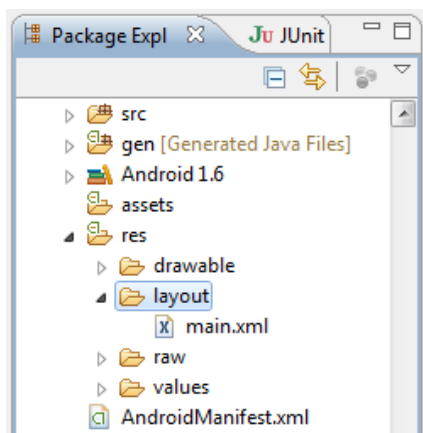 Package Expl JUnit
src
gen [Generated Java Files]
Android 1.6
assets
res
drawable
layout
main.xml
raw
values
AndroidManifest.xml